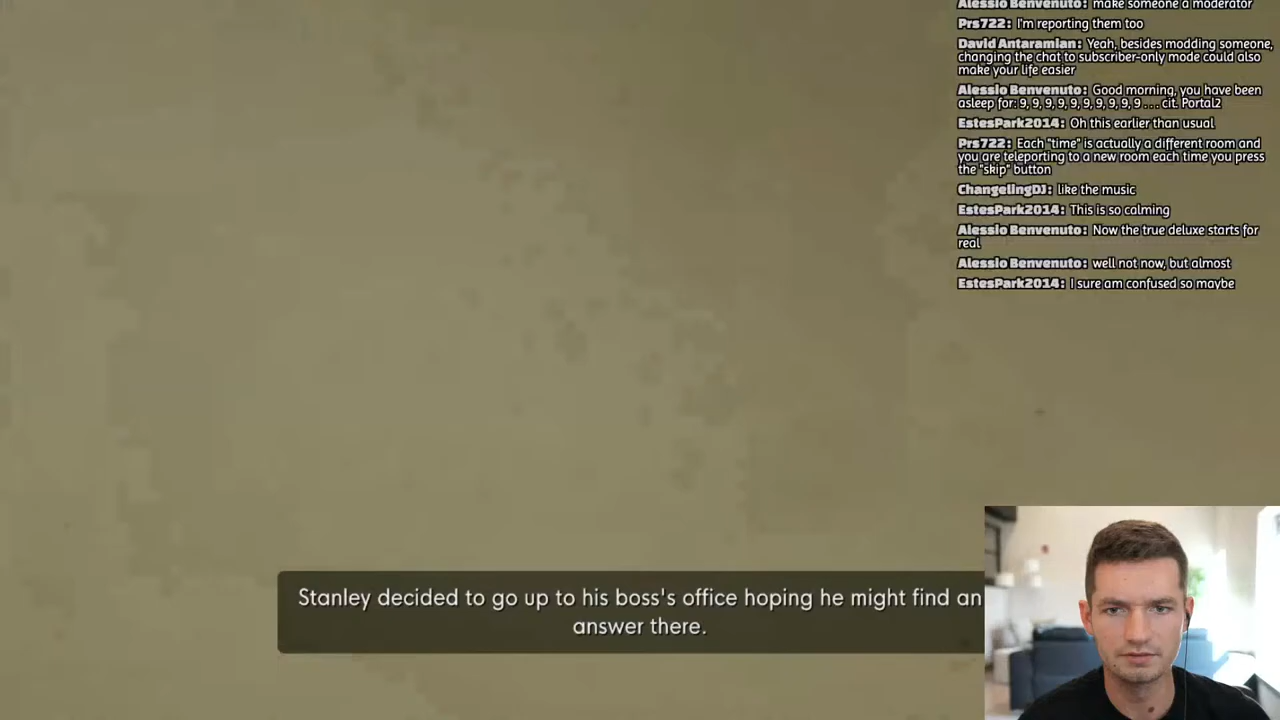 Alessio Benvenuto: make someone a moderator
Prs722: I'm reporting them too
David Antaramian: Yeah, besides modding someone,
changing the chat to subscriber-only mode could also
make your life easier
Alessio Benvenuto: Good morning, you have been
asleep for: 9, 9, 9, 9, 9, 9, 9, 9, 9, 9 . . . cit. Portal2
EstesPark2014: Oh this earlier than usual
Prs722: Each "time" is actually a different room and
you are teleporting to a new room each time you press
the "skip" button
ChangelingDJ: like the music
EstesPark2014: This is so calming
Alessio Benvenuto: Now the true deluxe starts for
real
Alessio Benvenuto: well not now, but almost
EstesPark2014: I sure am confused so maybe
Stanley decided to go up to his boss's office hoping he might find an
answer there.